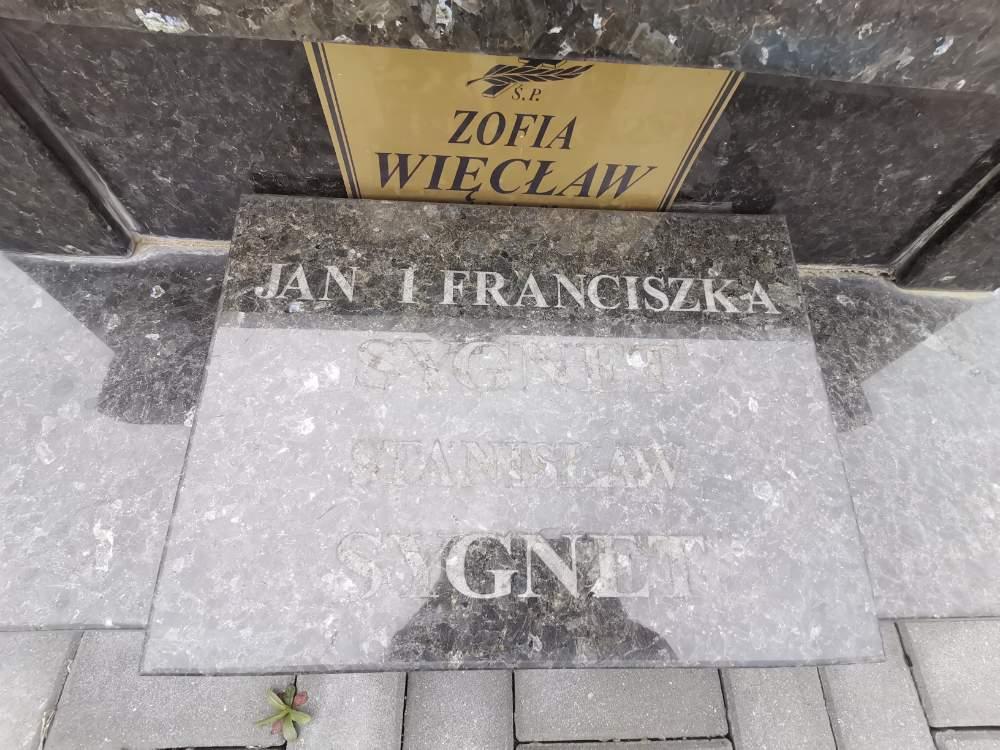 Ś.P.
ZOFIA
WIĘCŁAW
JAN I FRANCISZKA
SYGNET
STANISŁAW
SYGNET